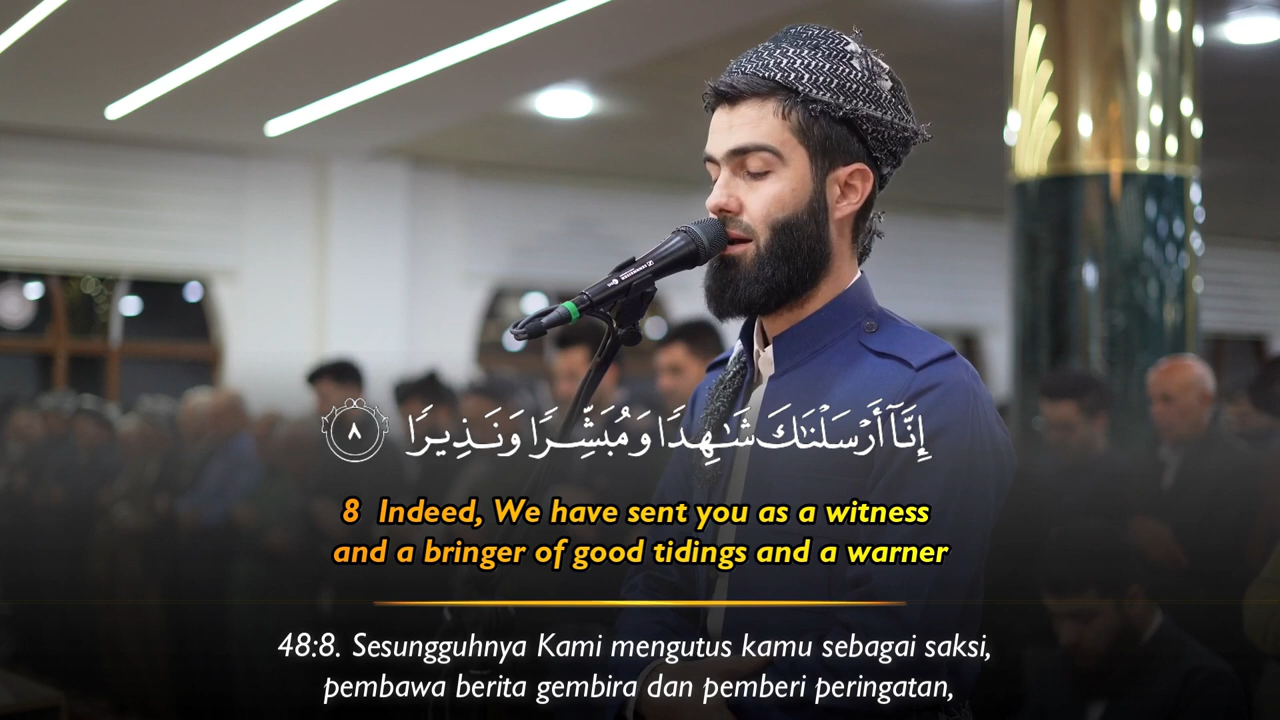 إِنَّآ أَرْسَلْنَٰكَ شَٰهِدًا وَمُبَشِّرًا وَنَذِيرًا ٨
8 Indeed, We have sent you as a witness
and a bringer of good tidings and a warner
48:8. Sesungguhnya Kami mengutus kamu sebagai saksi,
pembawa berita gembira dan pemberi peringatan,